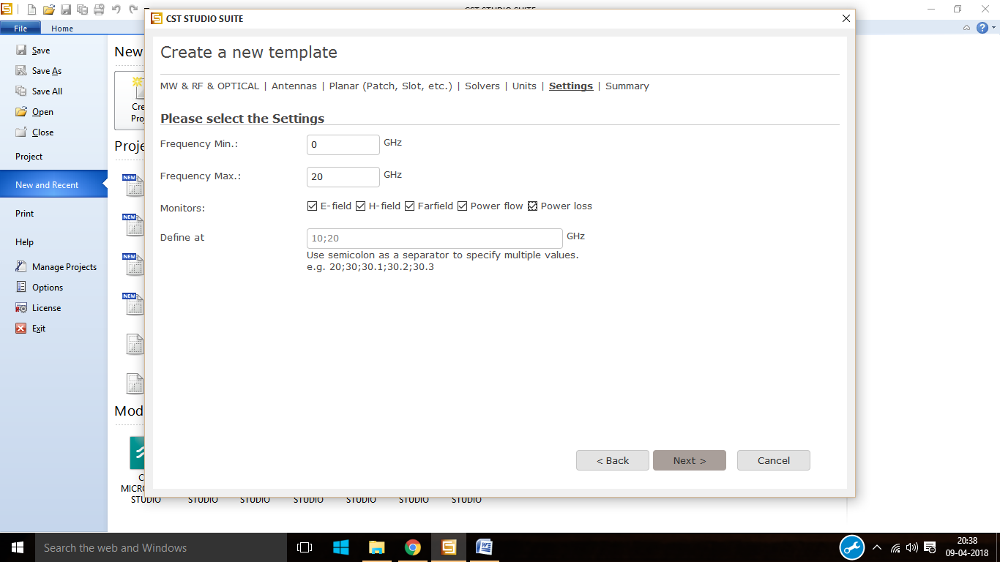 CST STUDIO SUITE
CST STUDIO SUITE
File
Home
Save
Save As
Save All
Open
Close
Project
New and Recent
Print
Help
Manage Projects
Options
License
Exit
New
Cre
Pro
Proje
NEW
NEW
NEW
NEW
Mod
C
MICRO
STUDIO STUDIO STUDIO STUDIO STUDIO STUDIO STUDIO
Create a new template
MW & RF & OPTICAL | Antennas | Planar (Patch, Slot, etc.) | Solvers | Units | Settings | Summary
Please select the Settings
Frequency Min.: 0 GHz
Frequency Max.: 20 GHz
Monitors: E-field H-field Farfield Power flow Power loss
Define at 10;20 GHz
Use semicolon as a separator to specify multiple values.
e.g. 20;30;30.1;30.2;30.3
< Back Next > Cancel
Search the web and Windows
20:38
09-04-2018